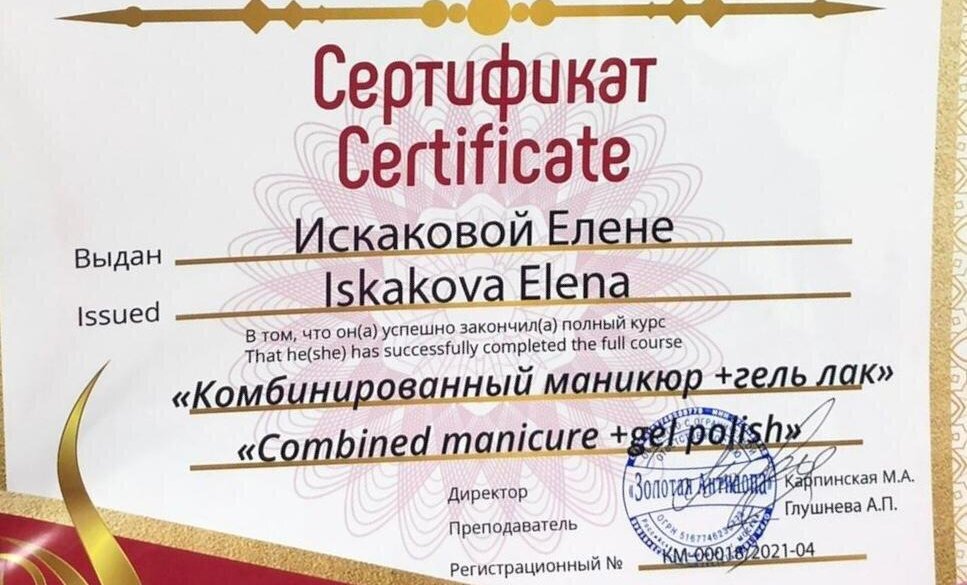 Сертификат
Certificate
Выдан Искаковой Елене
Issued Iskakova Elena
В том, что он(а) успешно закончил(а) полный курс
That he(she) has successfully completed the full course
«Комбинированный маникюр +гель лак»
«Combined manicure +gel polish»
«Золотая Антилопа»
Директор Карпинская М.А.
Преподаватель Глушнева А.П.
Регистрационный № КМ-00018/2021-04